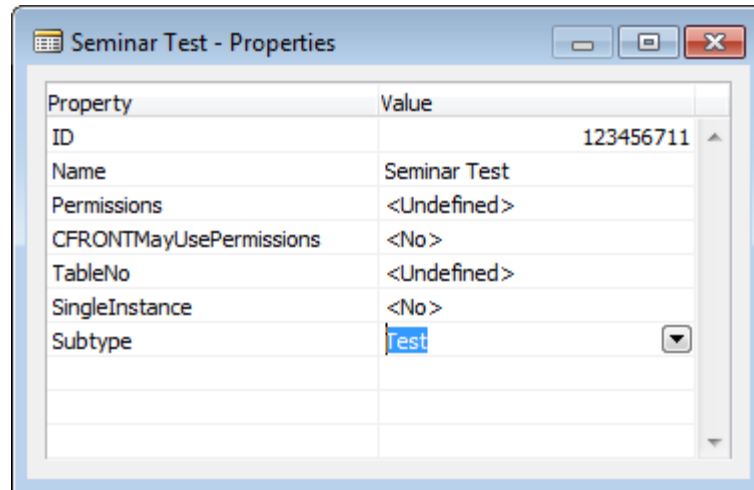 Seminar Test - Properties
Property Value
ID 123456711
Name Seminar Test
Permissions <Undefined>
CFRONTMayUsePermissions <No>
TableNo <Undefined>
SingleInstance <No>
Subtype Test